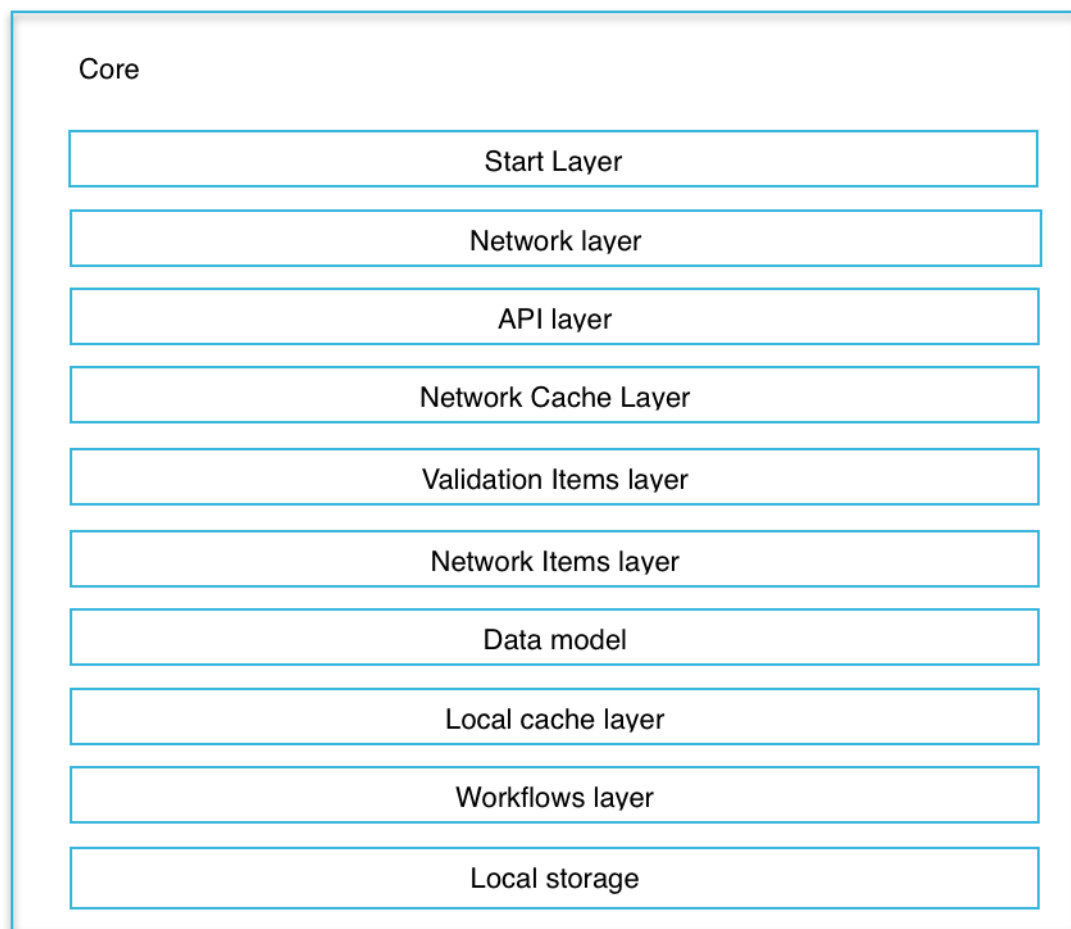 Core
Start Layer
Network layer
API layer
Network Cache Layer
Validation Items layer
Network Items layer
Data model
Local cache layer
Workflows layer
Local storage